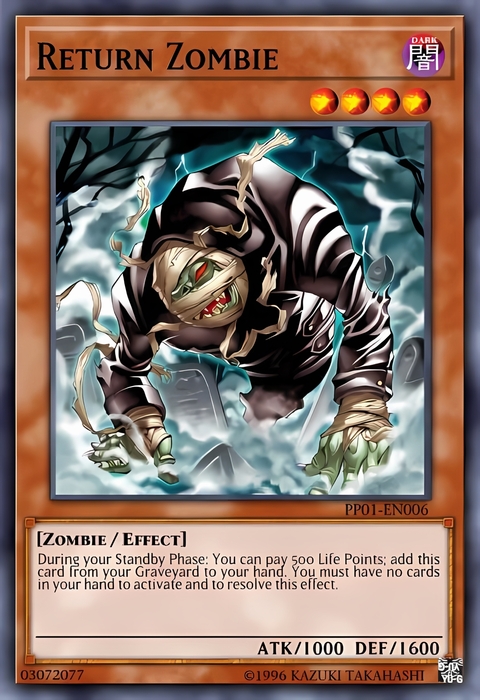 RETURN ZOMBIE
DARK
闇
PP01-EN006
[ZOMBIE / EFFECT]
During your Standby Phase: You can pay 500 Life Points; add this
card from your Graveyard to your hand. You must have no cards
in your hand to activate and to resolve this effect.
ATK/1000 DEF/1600
03072077
©1996 KAZUKI TAKAHASHI